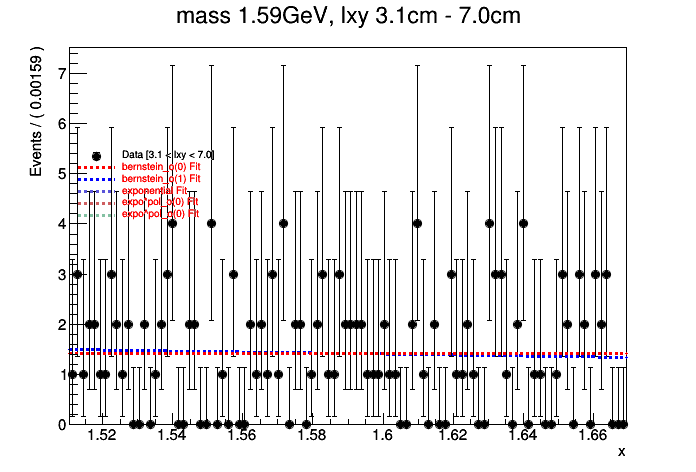 mass 1.59GeV, lxy 3.1cm - 7.0cm
Events / ( 0.00159 )
7
6
5
4
3
2
1
0
Data [3.1 < lxy < 7.0]
bernstein_o(0) Fit
bernstein_o(1) Fit
exponential Fit
expo*pol_o(0) Fit
expo*pol_o(0) Fit
1.52
1.54
1.56
1.58
1.6
1.62
1.64
1.66
x